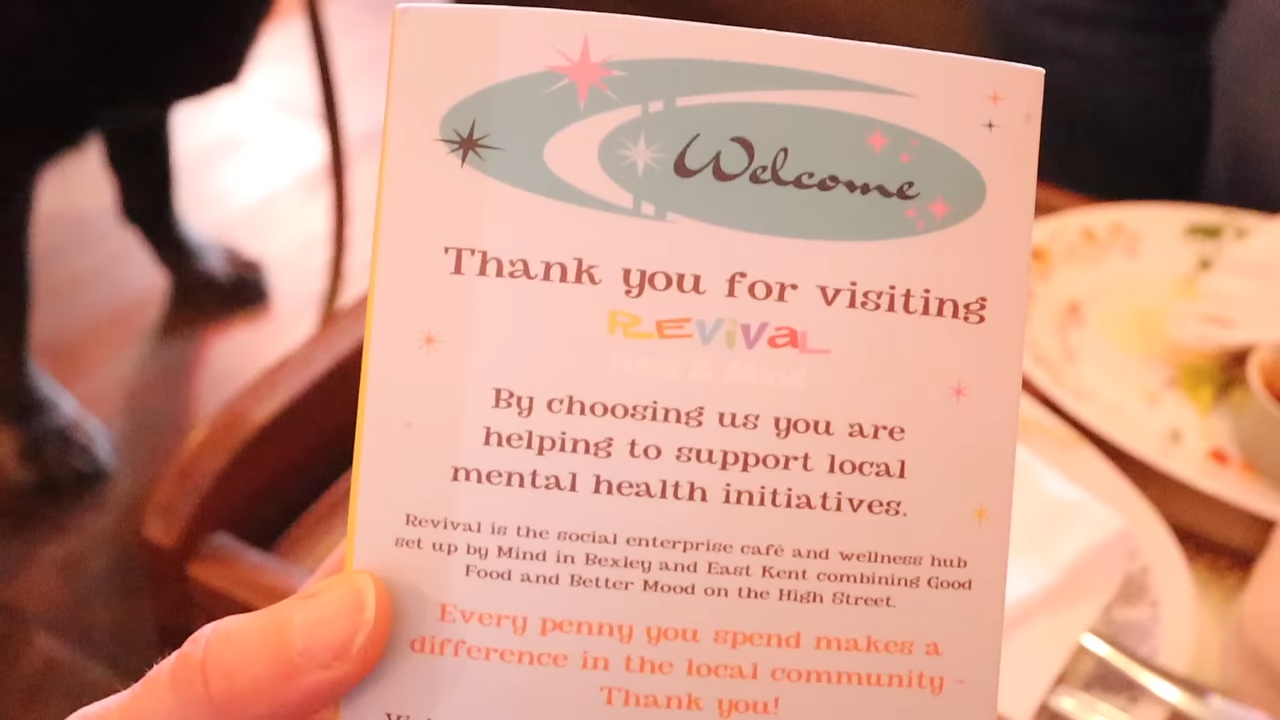 Welcome
Thank you for visiting
REViVaL
By choosing us you are
helping to support local
mental health initiatives.
Revival is the social enterprise café and wellness hub
set up by Mind in Bexley and East Kent combining Good
Food and Better Mood on the High Street.
Every penny you spend makes a
difference in the local community -
Thank you!